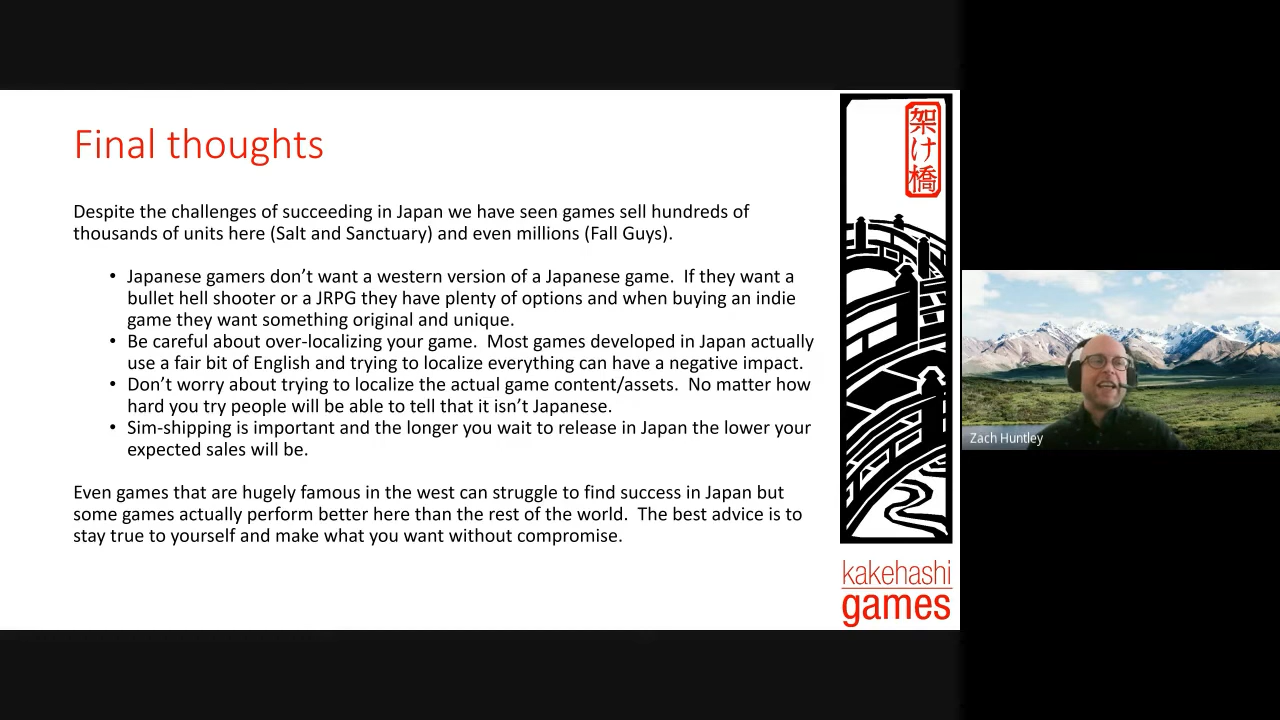 Final thoughts
Despite the challenges of succeeding in Japan we have seen games sell hundreds of
thousands of units here (Salt and Sanctuary) and even millions (Fall Guys).
• Japanese gamers don’t want a western version of a Japanese game.  If they want a
bullet hell shooter or a JRPG they have plenty of options and when buying an indie
game they want something original and unique.
• Be careful about over-localizing your game.  Most games developed in Japan actually
use a fair bit of English and trying to localize everything can have a negative impact.
• Don’t worry about trying to localize the actual game content/assets.  No matter how
hard you try people will be able to tell that it isn’t Japanese.
• Sim-shipping is important and the longer you wait to release in Japan the lower your
expected sales will be.
Even games that are hugely famous in the west can struggle to find success in Japan but
some games actually perform better here than the rest of the world.  The best advice is to
stay true to yourself and make what you want without compromise.
架け橋
kakehashi
games
Zach Huntley